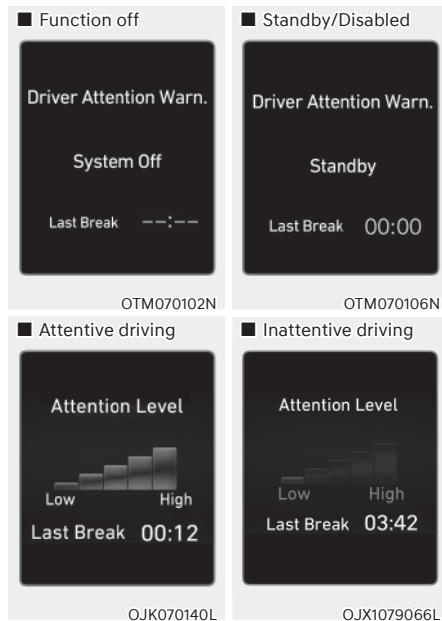 ■ Function off
Driver Attention Warn.
System Off
Last Break --:--
OTM070102N
■ Standby/Disabled
Driver Attention Warn.
Standby
Last Break 00:00
OTM070106N
■ Attentive driving
Attention Level
Low High
Last Break 00:12
OJK070140L
■ Inattentive driving
Attention Level
Low High
Last Break 03:42
OJX1079066L